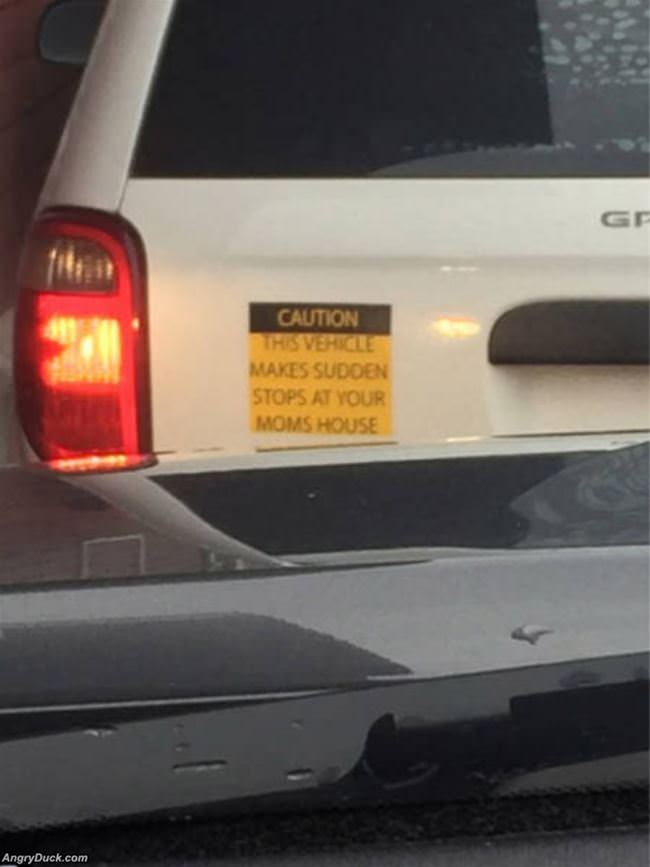 GR
CAUTION
THIS VEHICLE
MAKES SUDDEN
STOPS AT YOUR
MOMS HOUSE
AngryDuck.com